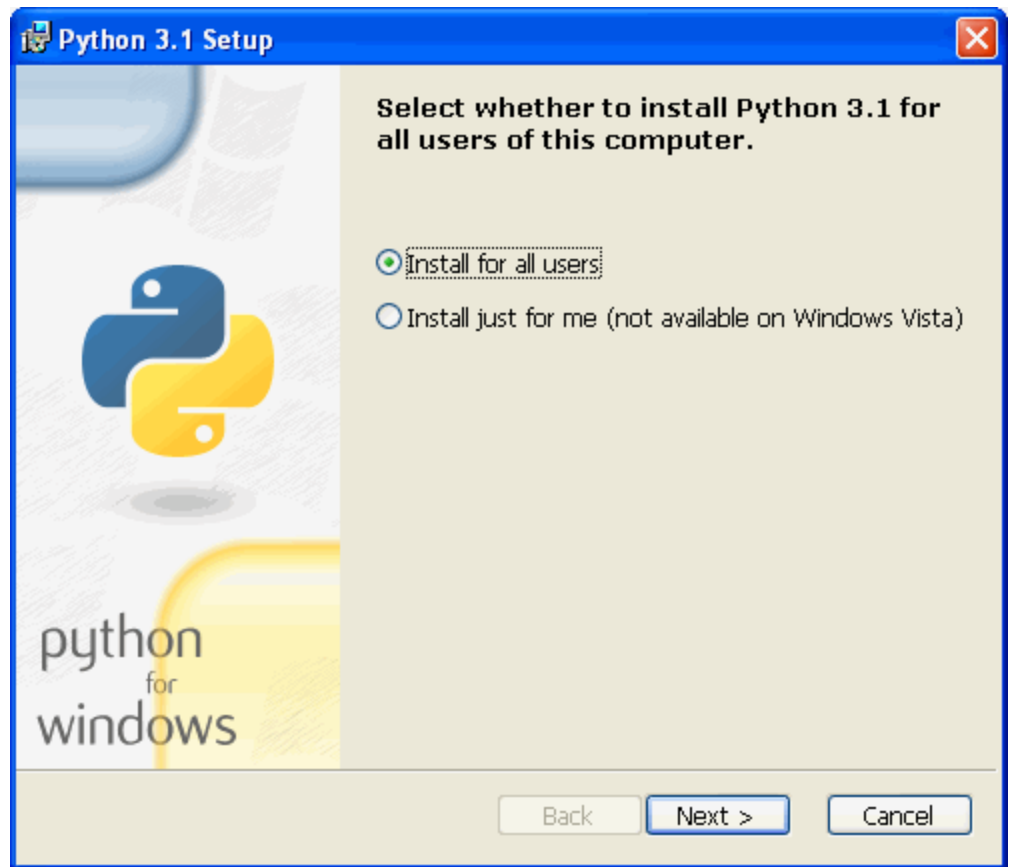 Python 3.1 Setup
Select whether to install Python 3.1 for
all users of this computer.
Install for all users
Install just for me (not available on Windows Vista)
python
for
windows
Back
Next >
Cancel